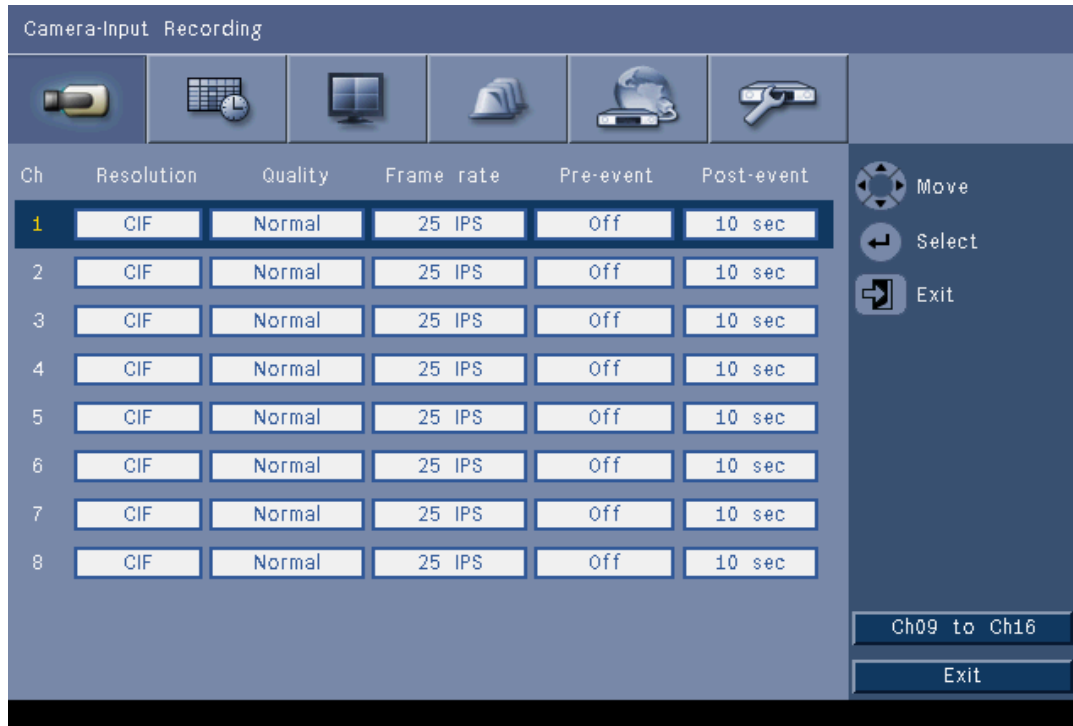 Camera-Input Recording
Ch Resolution Quality Frame rate Pre-event Post-event
Move
1 CIF Normal 25 IPS Off 10 sec
Select
2 CIF Normal 25 IPS Off 10 sec
Exit
3 CIF Normal 25 IPS Off 10 sec
4 CIF Normal 25 IPS Off 10 sec
5 CIF Normal 25 IPS Off 10 sec
6 CIF Normal 25 IPS Off 10 sec
7 CIF Normal 25 IPS Off 10 sec
8 CIF Normal 25 IPS Off 10 sec
Ch09 to Ch16
Exit